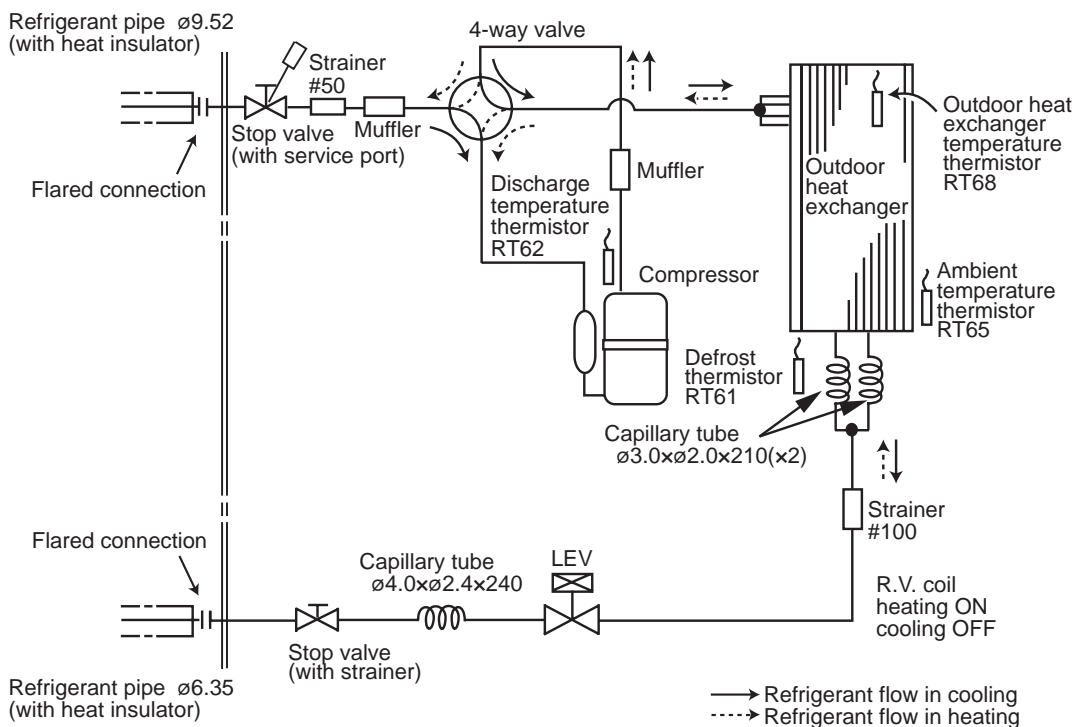 Refrigerant pipe ø9.52
(with heat insulator)
4-way valve
Strainer
#50
Stop valve
(with service port)
Muffler
Flared connection
Discharge
temperature
thermistor
RT62
Muffler
Compressor
Outdoor
heat
exchanger
Outdoor heat
exchanger
temperature
thermistor
RT68
Ambient
temperature
thermistor
RT65
Defrost
thermistor
RT61
Capillary tube
ø3.0×ø2.0×210(×2)
Strainer
#100
Flared connection
Capillary tube
ø4.0×ø2.4×240
LEV
R.V. coil
heating ON
cooling OFF
Stop valve
(with strainer)
Refrigerant pipe ø6.35
(with heat insulator)
Refrigerant flow in cooling
Refrigerant flow in heating